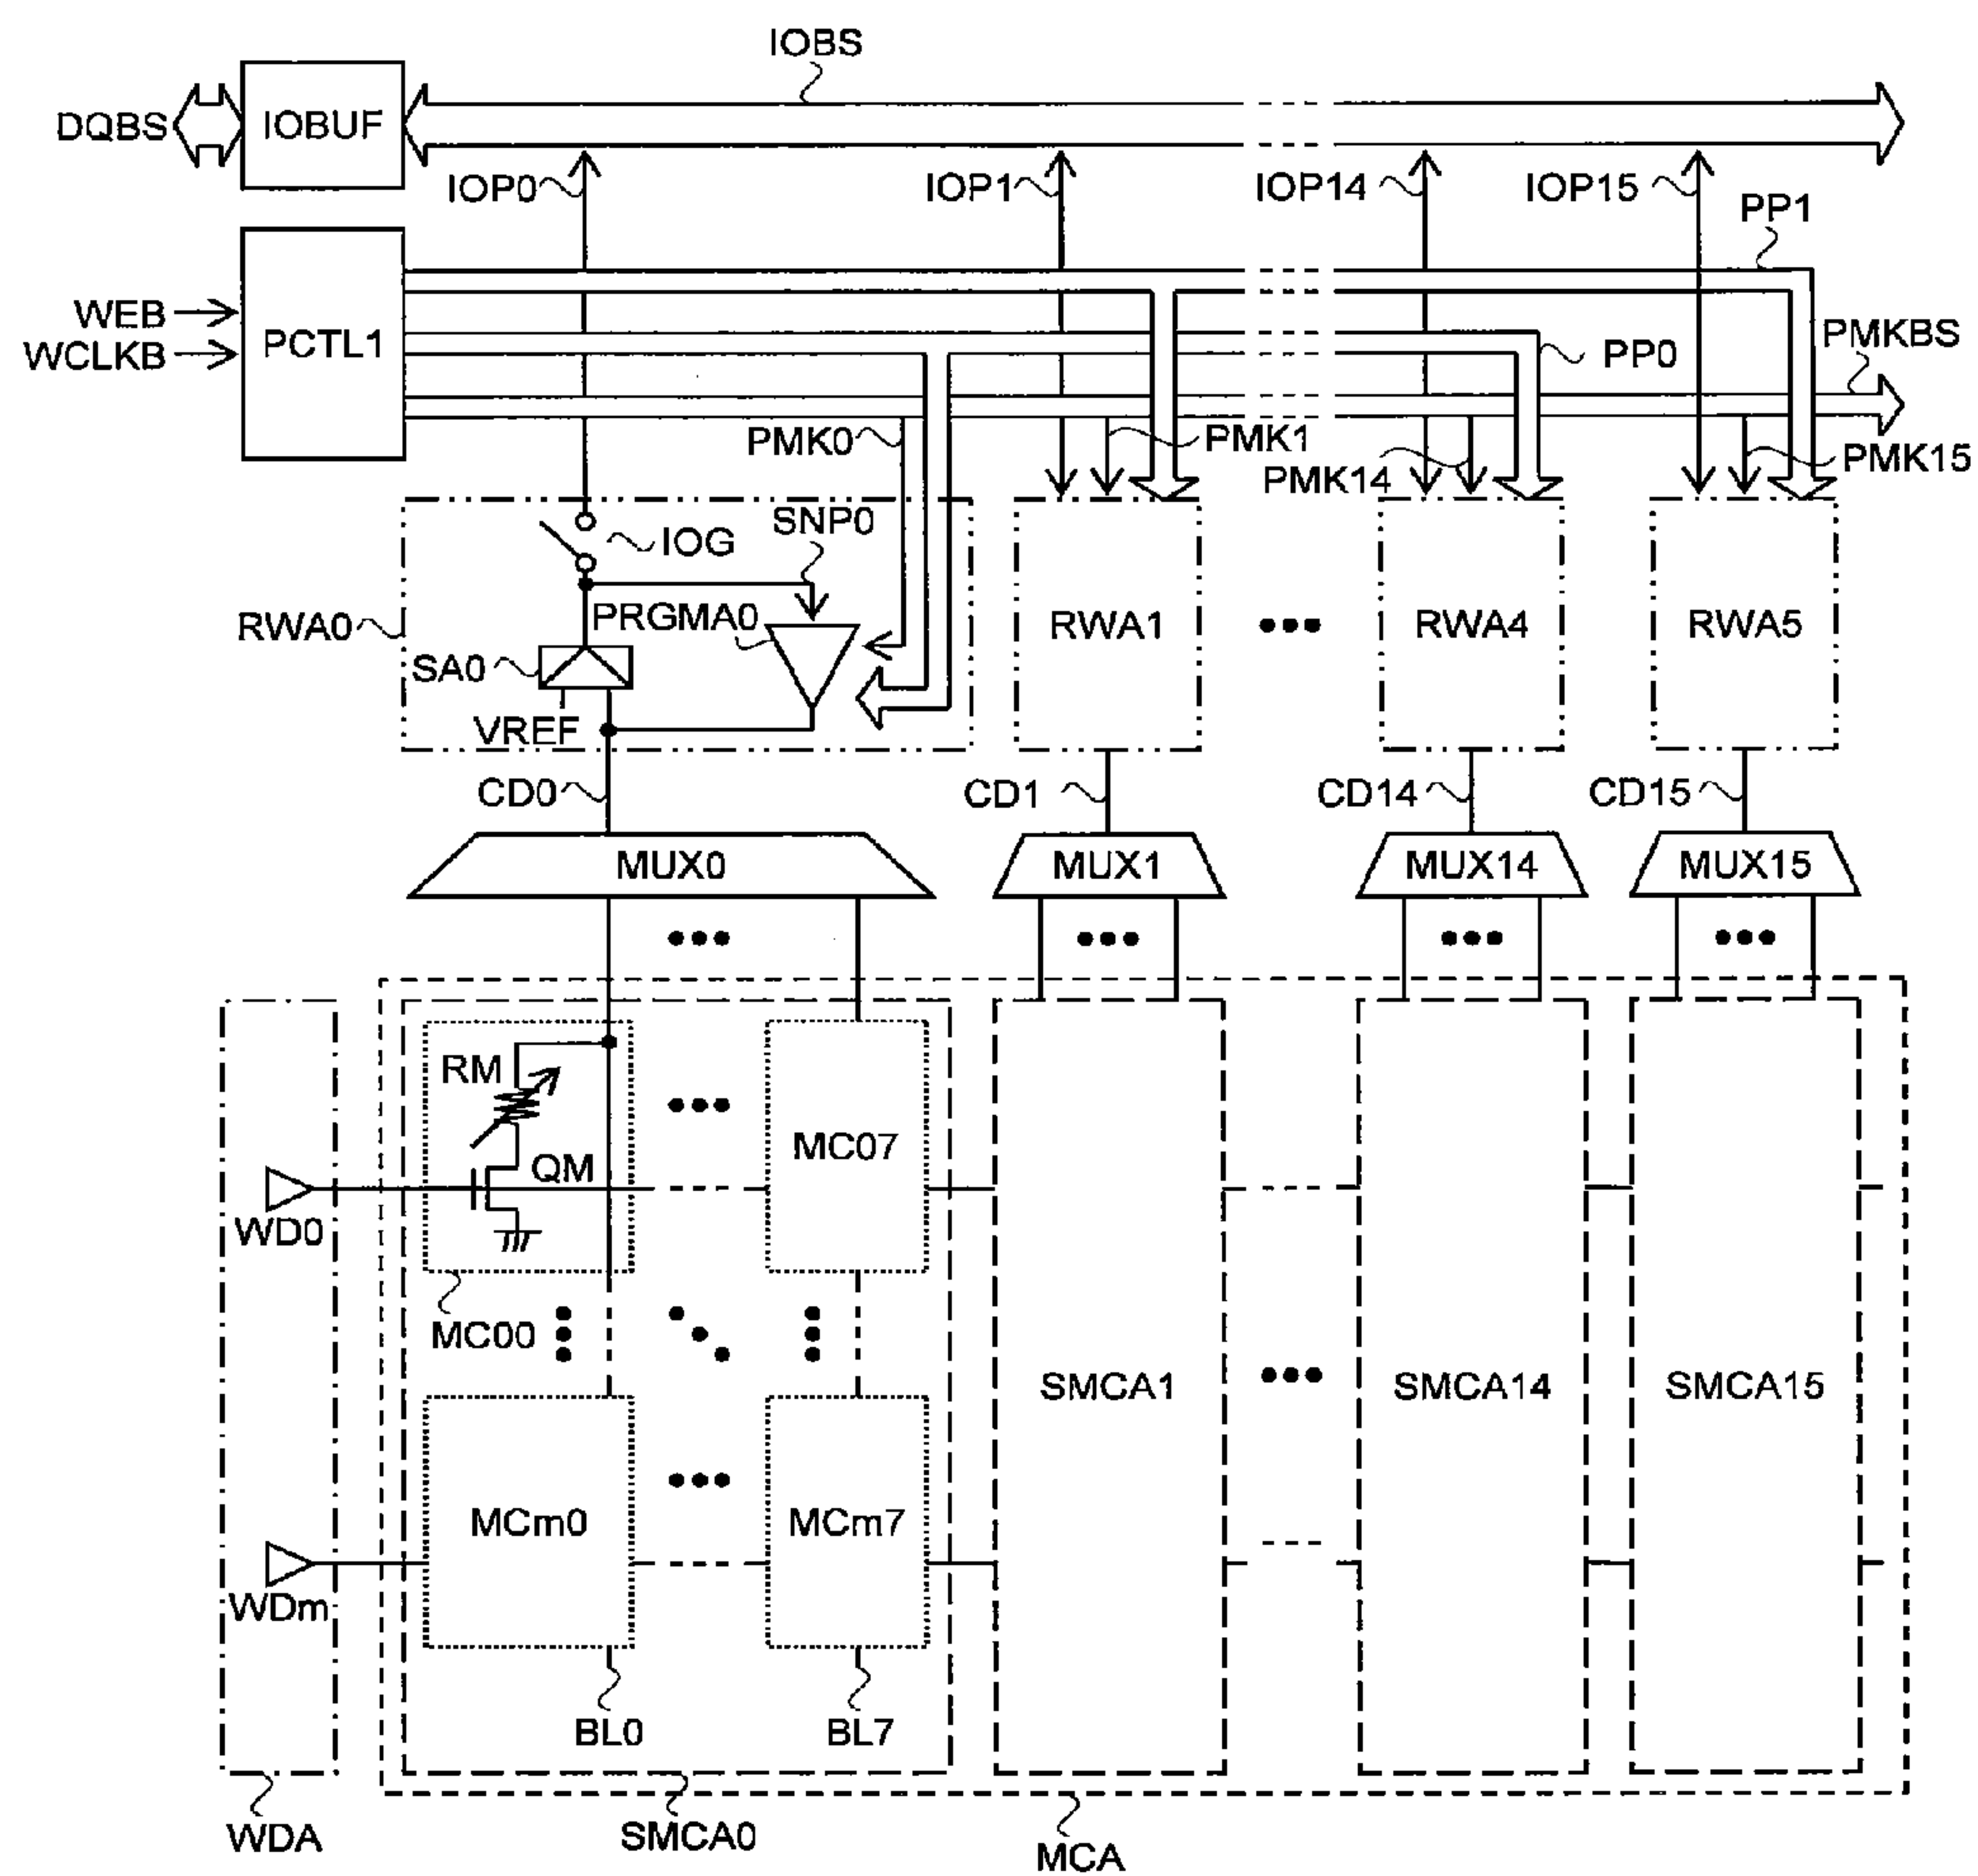 IOBS
DQBS
IOBUF
IOP0
IOP1
IOP14
IOP15
PP1
WEB
WCLKB
PCTL1
PMKBS
PP0
PMK0
PMK1
PMK14
PMK15
SNP0
IOG
RWA0
PRGMA0
RWA1
RWA4
RWA5
SA0
VREF
CD0
CD1
CD14
CD15
MUX0
MUX1
MUX14
MUX15
RM
MC07
QM
WD0
MC00
SMCA1
SMCA14
SMCA15
MCm0
MCm7
WDm
BL0
BL7
WDA
SMCA0
MCA